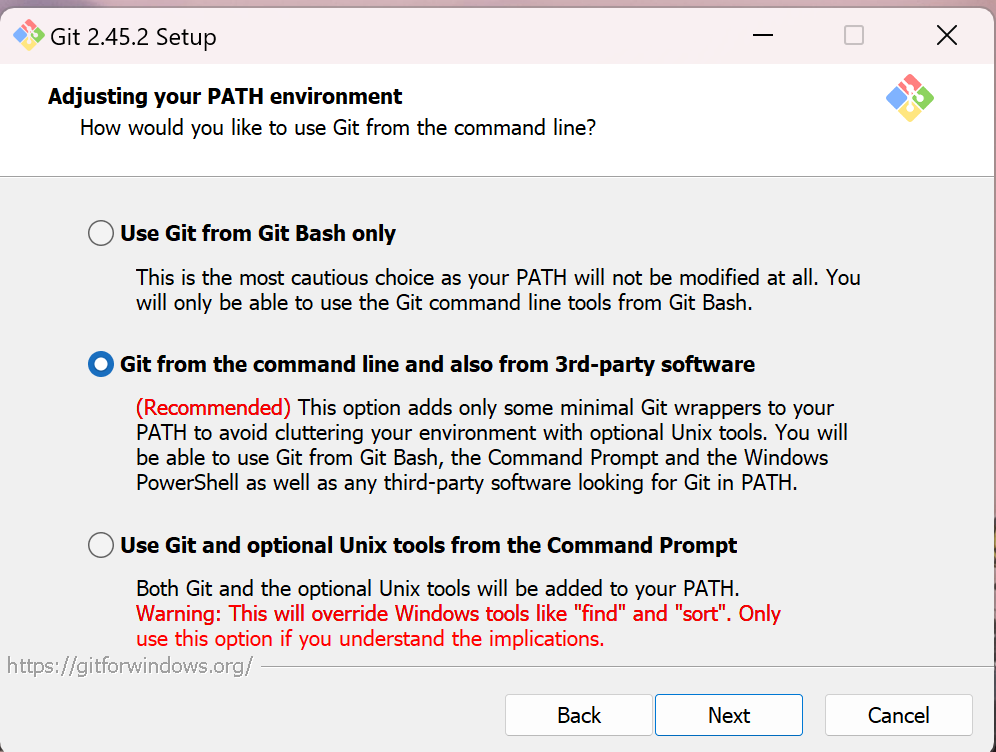 Git 2.45.2 Setup
Adjusting your PATH environment
How would you like to use Git from the command line?
Use Git from Git Bash only
This is the most cautious choice as your PATH will not be modified at all. You
will only be able to use the Git command line tools from Git Bash.
Git from the command line and also from 3rd-party software
(Recommended) This option adds only some minimal Git wrappers to your
PATH to avoid cluttering your environment with optional Unix tools. You will
be able to use Git from Git Bash, the Command Prompt and the Windows
PowerShell as well as any third-party software looking for Git in PATH.
Use Git and optional Unix tools from the Command Prompt
Both Git and the optional Unix tools will be added to your PATH.
Warning: This will override Windows tools like "find" and "sort". Only
use this option if you understand the implications.
https://gitforwindows.org/
Back Next Cancel